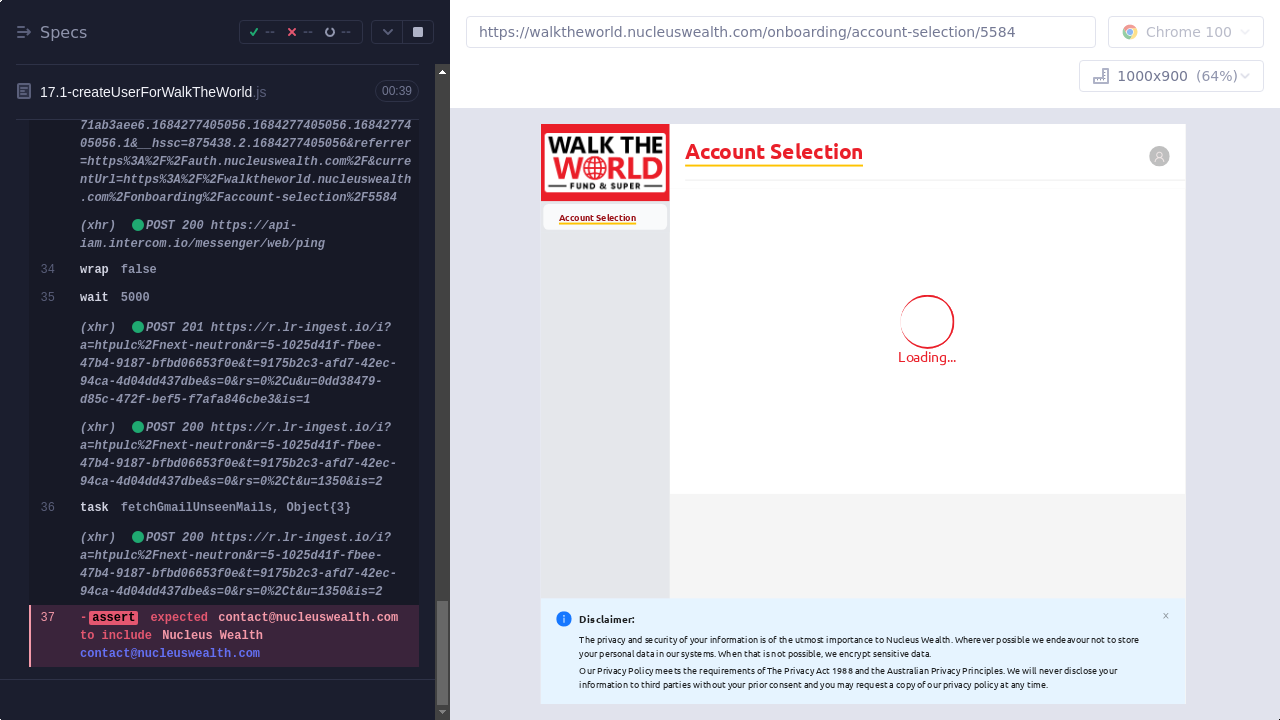 Specs
--
--
--
17.1-createUserForWalkTheWorld.js
00:39
71ab3aee6.1684277405056.1684277405056.16842774
05056.1&__hssc=875438.2.1684277405056&referrer
=https%3A%2F%2Fauth.nucleuswealth.com%2F&curre
ntUrl=https%3A%2F%2Fwalktheworld.nucleuswealth
.com%2Fonboarding%2Faccount-selection%2F5584
(xhr) POST 200 https://api-
iam.intercom.io/messenger/web/ping
34 wrap false
35 wait 5000
(xhr) POST 201 https://r.lr-ingest.io/i?
a=htpulc%2Fnext-neutron&r=5-1025d41f-fbee-
47b4-9187-bfbd06653f0e&t=9175b2c3-afd7-42ec-
94ca-4d04dd437dbe&s=0&rs=0%2Cu&u=0dd38479-
d85c-472f-bef5-f7afa846cbe3&is=1
(xhr) POST 200 https://r.lr-ingest.io/i?
a=htpulc%2Fnext-neutron&r=5-1025d41f-fbee-
47b4-9187-bfbd06653f0e&t=9175b2c3-afd7-42ec-
94ca-4d04dd437dbe&s=0&rs=0%2Ct&u=1350&is=2
36 task fetchGmailUnseenMails, Object{3}
(xhr) POST 200 https://r.lr-ingest.io/i?
a=htpulc%2Fnext-neutron&r=5-1025d41f-fbee-
47b4-9187-bfbd06653f0e&t=9175b2c3-afd7-42ec-
94ca-4d04dd437dbe&s=0&rs=0%2Ct&u=1350&is=2
37 -assert expected contact@nucleuswealth.com
to include Nucleus Wealth
contact@nucleuswealth.com
https://walktheworld.nucleuswealth.com/onboarding/account-selection/5584
Chrome 100
1000x900 (64%)
WALK THE
WORLD
FUND & SUPER
Account Selection
Account Selection
Loading...
Disclaimer:
The privacy and security of your information is of the utmost importance to Nucleus Wealth. Wherever possible we endeavour not to store
your personal data in our systems. When that is not possible, we encrypt sensitive data.
Our Privacy Policy meets the requirements of The Privacy Act 1988 and the Australian Privacy Principles. We will never disclose your
information to third parties without your prior consent and you may request a copy of our privacy policy at any time.